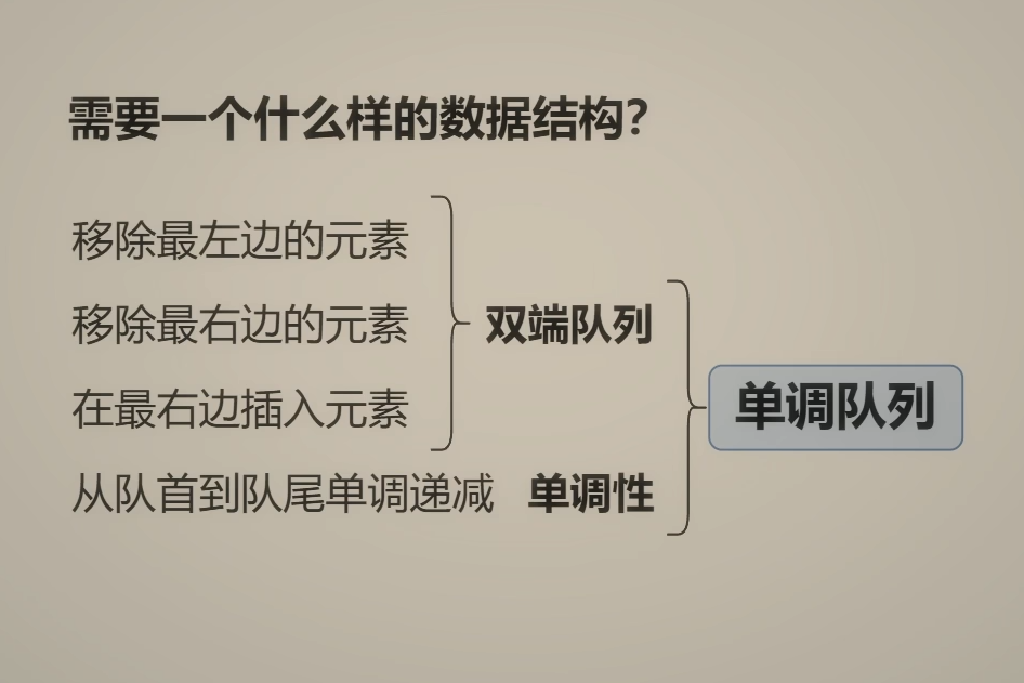 需要一个什么样的数据结构？
移除最左边的元素
移除最右边的元素
双端队列
在最右边插入元素
单调队列
从队首到队尾单调递减 单调性